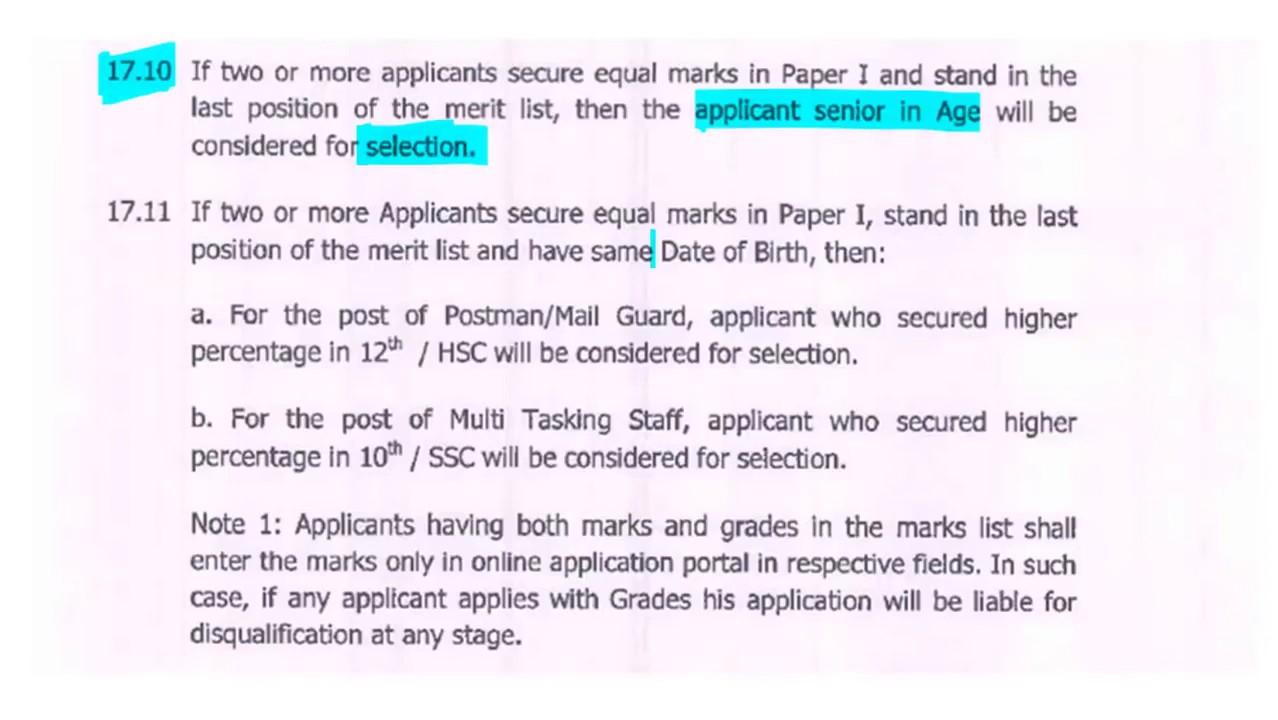 17.10 If two or more applicants secure equal marks in Paper I and stand in the
last position of the merit list, then the applicant senior in Age will be
considered for selection.
17.11 If two or more Applicants secure equal marks in Paper I, stand in the last
position of the merit list and have same Date of Birth, then:
a. For the post of Postman/Mail Guard, applicant who secured higher
percentage in 12th / HSC will be considered for selection.
b. For the post of Multi Tasking Staff, applicant who secured higher
percentage in 10th / SSC will be considered for selection.
Note 1: Applicants having both marks and grades in the marks list shall
enter the marks only in online application portal in respective fields. In such
case, if any applicant applies with Grades his application will be liable for
disqualification at any stage.